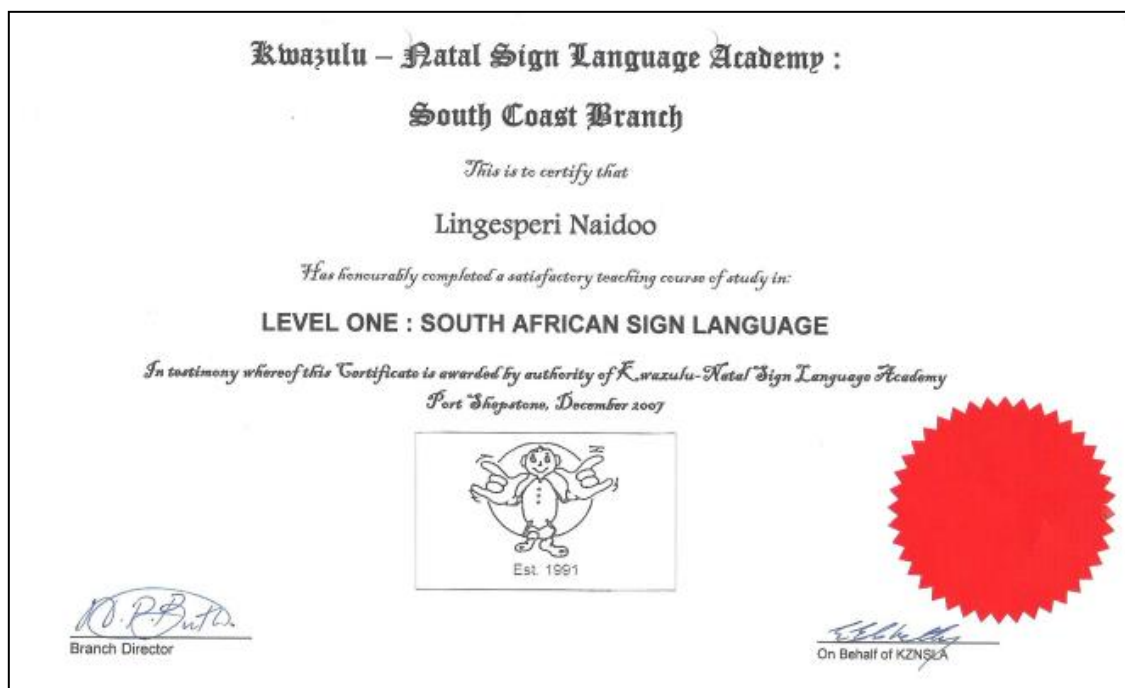 Kwazulu – Natal Sign Language Academy :
South Coast Branch
This is to certify that
Lingesperi Naidoo
Has honourably completed a satisfactory teaching course of study in:
LEVEL ONE : SOUTH AFRICAN SIGN LANGUAGE
In testimony whereof this Certificate is awarded by authority of Kwazulu-Natal Sign Language Academy
Port Shepstone, December 2007
Est. 1991
Branch Director
On Behalf of KZNSLA